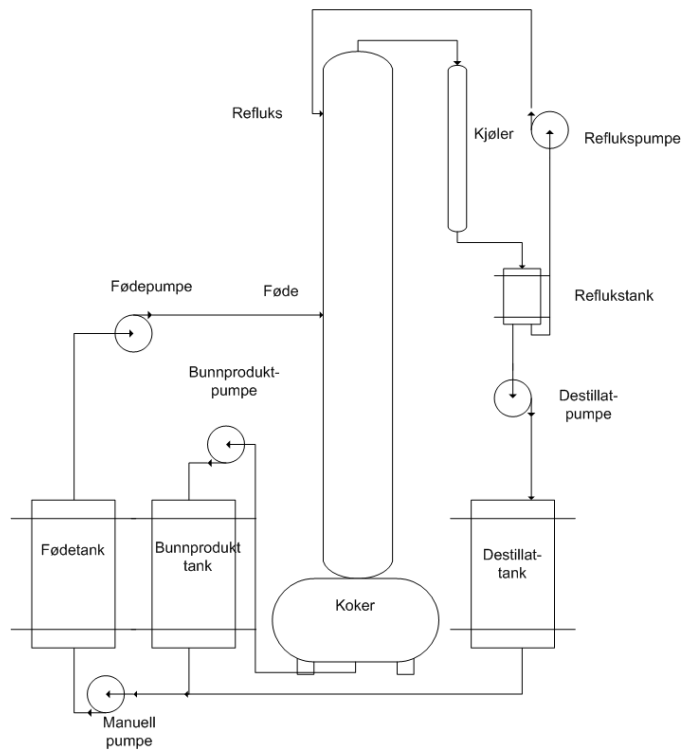 Refluks
Kjøler
Reflukspumpe
Fødepumpe
Føde
Reflukstank
Bunnprodukt-
pumpe
Destillat-
pumpe
Fødetank
Bunnprodukt
tank
Destillat-
tank
Koker
Manuell
pumpe